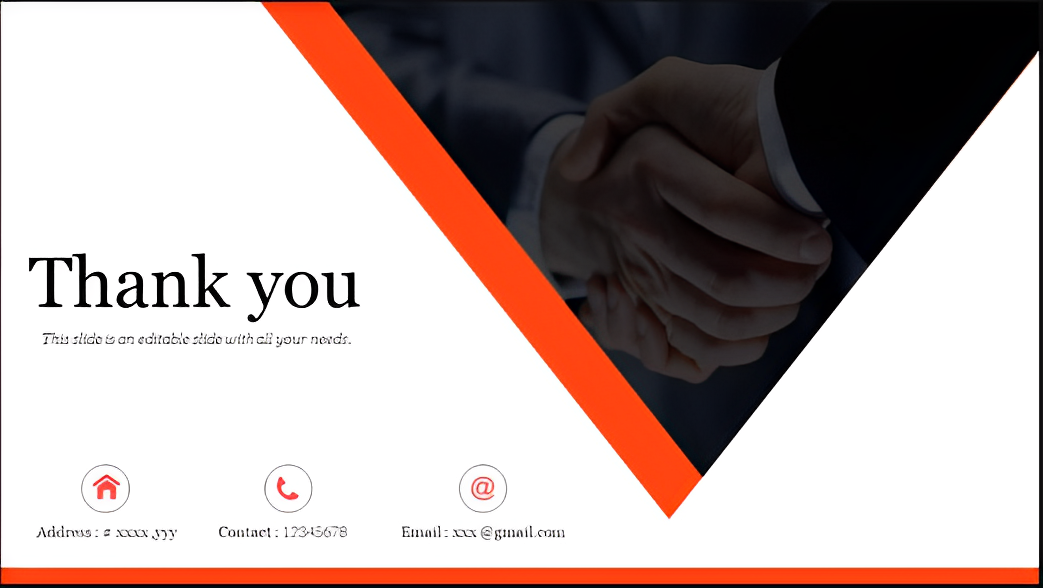 Thank you
This slide is an editable slide with all your needs.
Address : # xxxx yyy
Contact : 12345678
@
Email : xxx @gmail.com